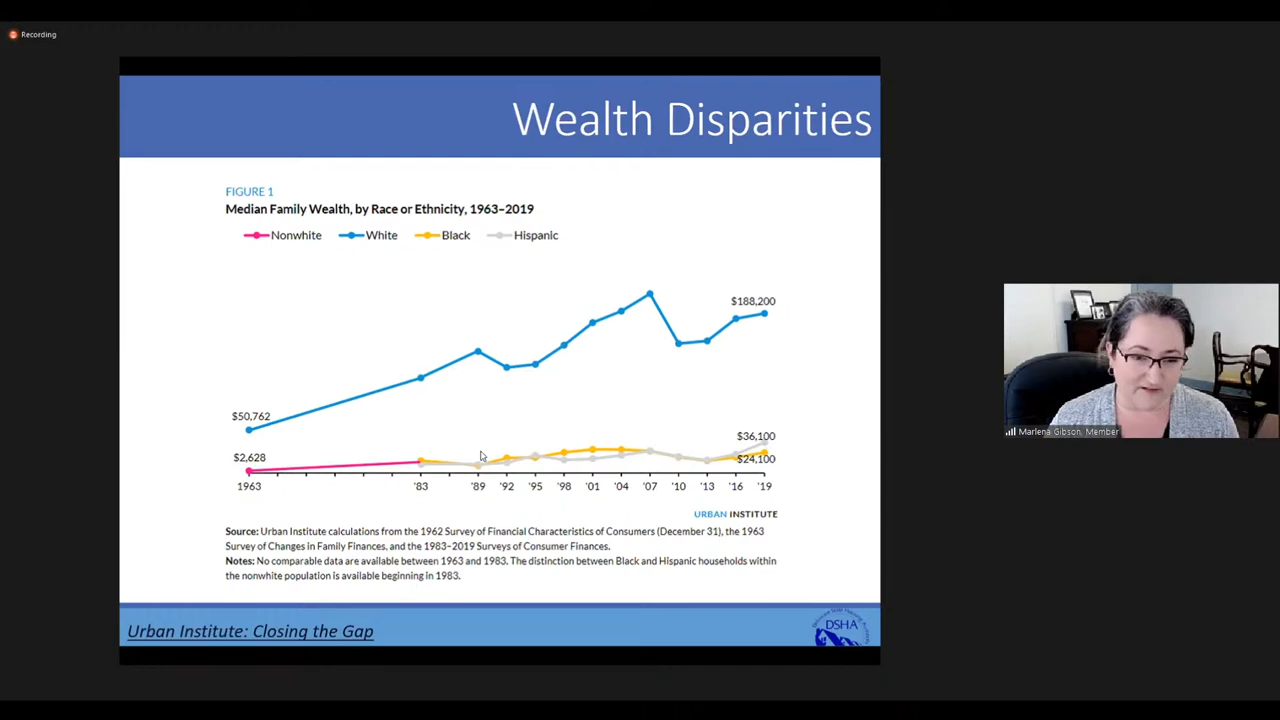 Recording
Wealth Disparities
FIGURE 1
Median Family Wealth, by Race or Ethnicity, 1963–2019
Nonwhite White Black Hispanic
$188,200
$50,762
$36,100
$2,628
$24,100
1963 '83 '89 '92 '95 '98 '01 '04 '07 '10 '13 '16 '19
URBAN INSTITUTE
Source: Urban Institute calculations from the 1962 Survey of Financial Characteristics of Consumers (December 31), the 1963
Survey of Changes in Family Finances, and the 1983–2019 Surveys of Consumer Finances.
Notes: No comparable data are available between 1963 and 1983. The distinction between Black and Hispanic households within
the nonwhite population is available beginning in 1983.
Urban Institute: Closing the Gap
DSHA
Marlena Gibson, Member